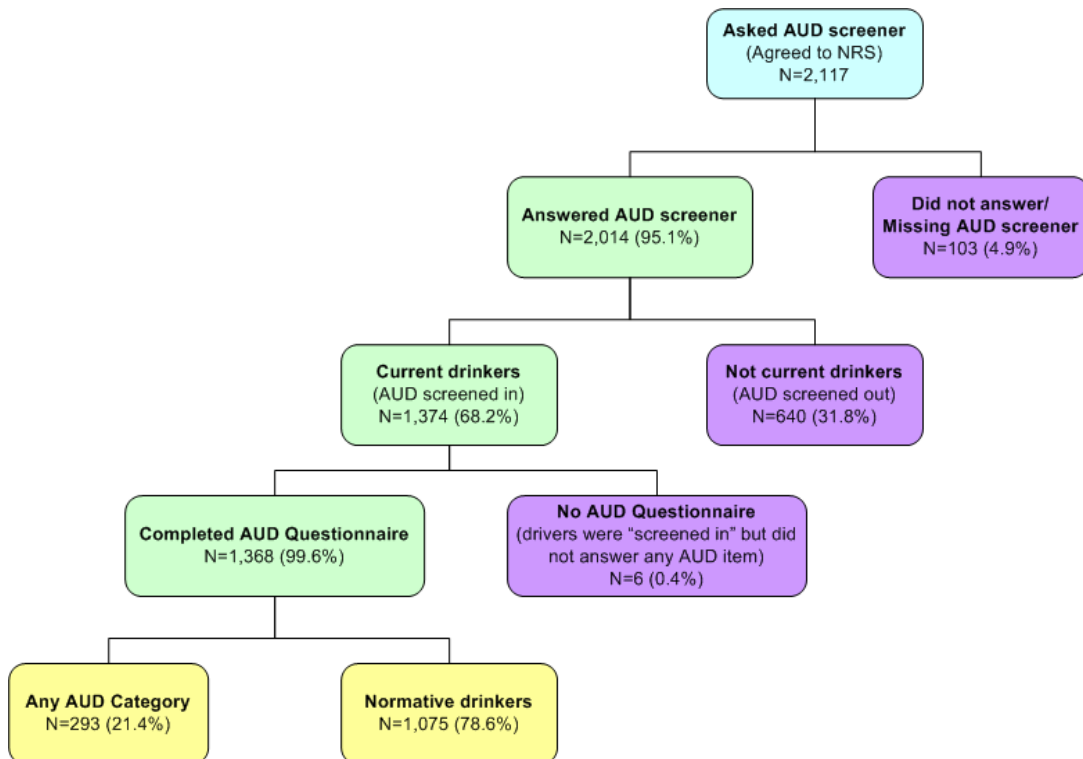 Asked AUD screener
(Agreed to NRS)
N=2,117
Answered AUD screener
N=2,014 (95.1%)
Did not answer/
Missing AUD screener
N=103 (4.9%)
Current drinkers
(AUD screened in)
N=1,374 (68.2%)
Not current drinkers
(AUD screened out)
N=640 (31.8%)
Completed AUD Questionnaire
N=1,368 (99.6%)
No AUD Questionnaire
(drivers were “screened in” but did
not answer any AUD item)
N=6 (0.4%)
Any AUD Category
N=293 (21.4%)
Normative drinkers
N=1,075 (78.6%)